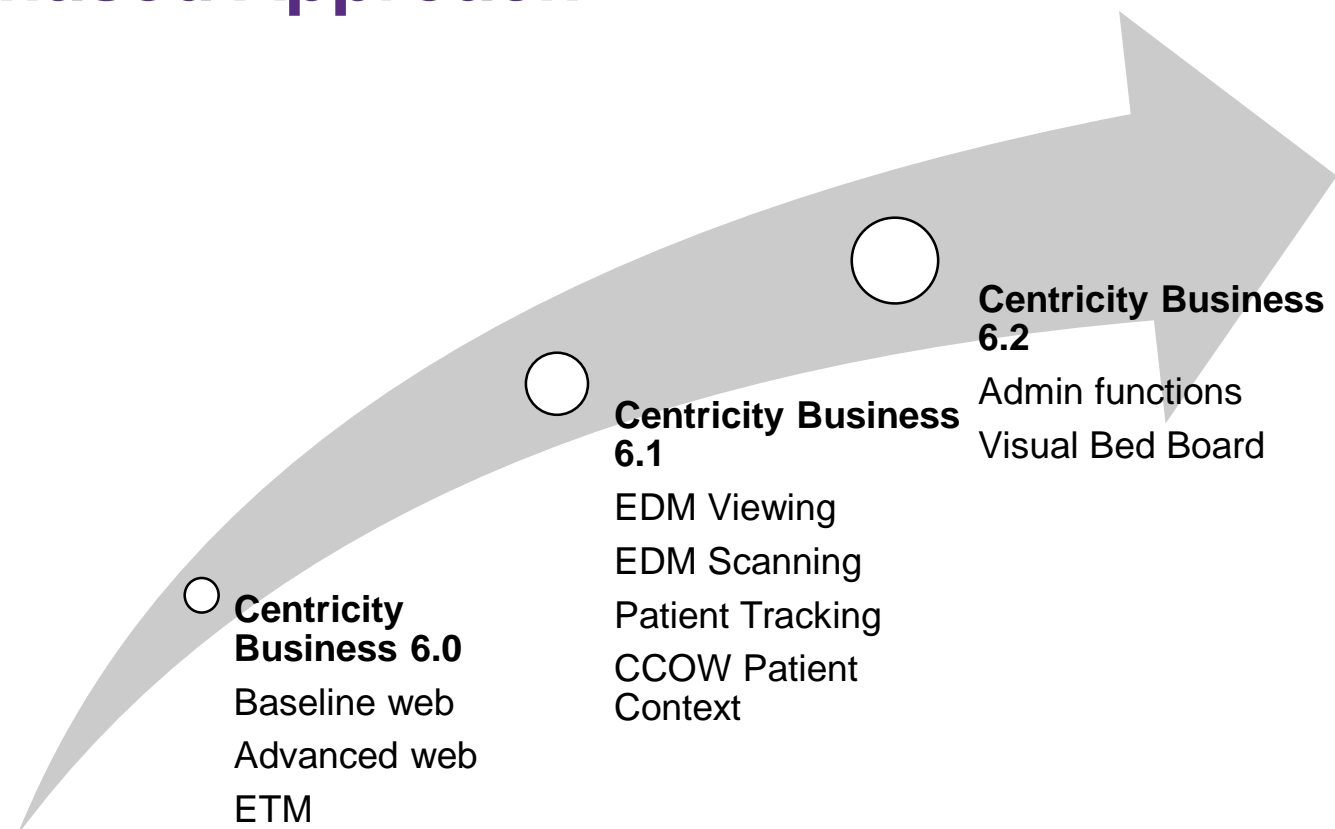 Centricity Business
6.2
Admin functions
Visual Bed Board
Centricity Business
6.1
EDM Viewing
EDM Scanning
Patient Tracking
CCOW Patient
Context
Centricity
Business 6.0
Baseline web
Advanced web
ETM